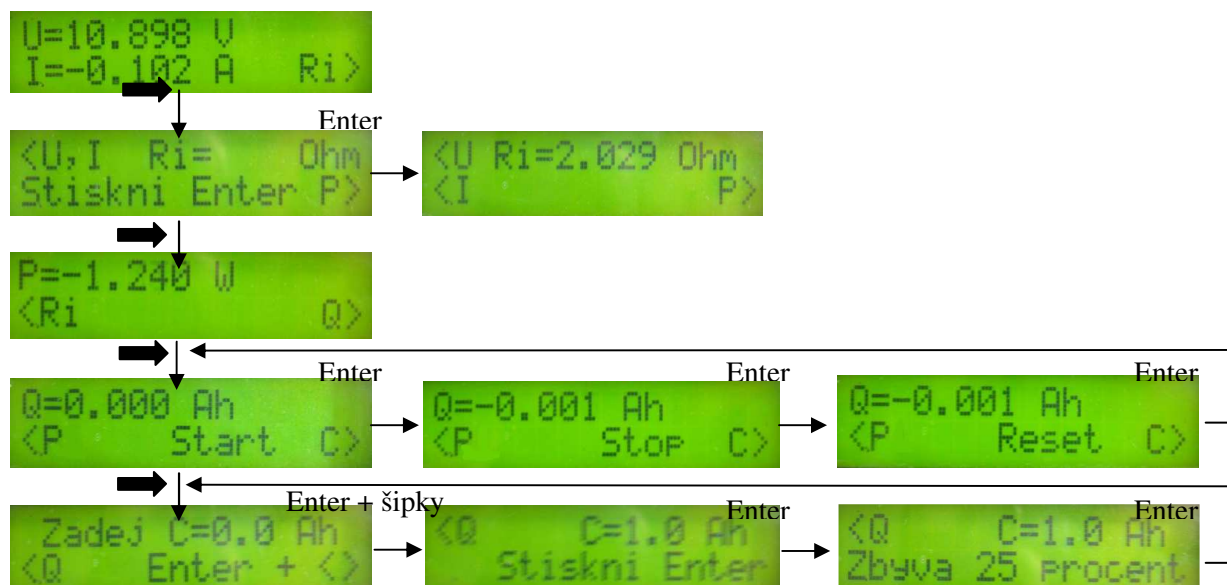 U=10.898 V
I=-0.102 A Ri>
Enter
<U,I Ri= Ohm
Stiskni Enter P>
<U Ri=2.029 Ohm
<I P>
P=-1.240 W
<Ri Q>
Enter
Enter
Enter
Q=0.000 Ah
<P Start C>
Q=-0.001 Ah
<P Stop C>
Q=-0.001 Ah
<P Reset C>
Enter + šipky
Enter
Enter
Zadej C=0.0 Ah
<Q Enter + <>
<Q C=1.0 Ah
Stiskni Enter
<Q C=1.0 Ah
Zbyva 25 procent